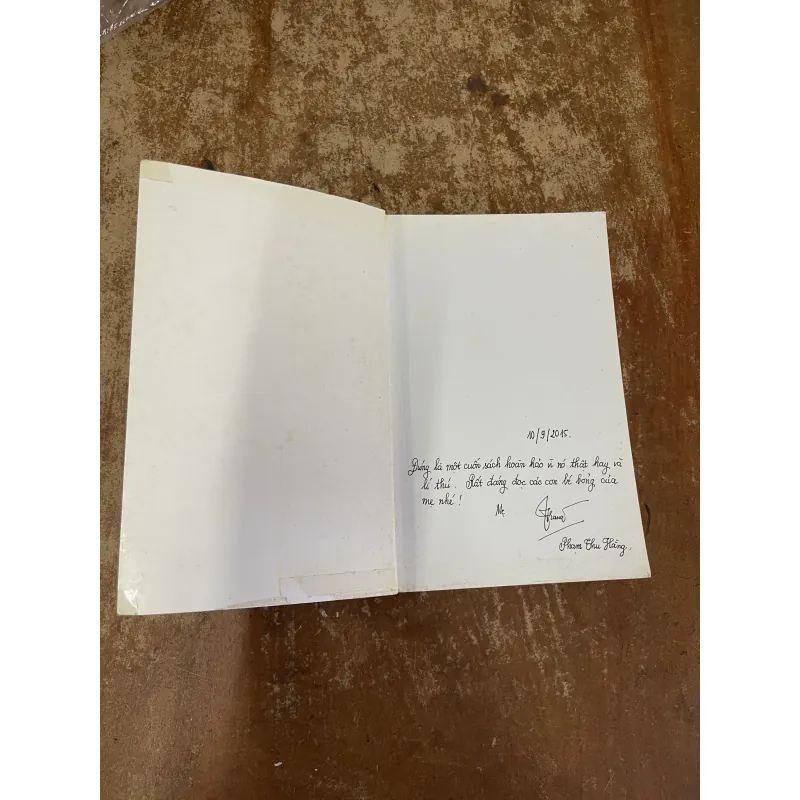 10/9/2015.
Đúng là một cuốn sách hoàn hảo vì nó thật hay và
lí thú. Rất đáng đọc các con bé bỏng của
mẹ nhé!
Mẹ
Phạm Thu Hằng.